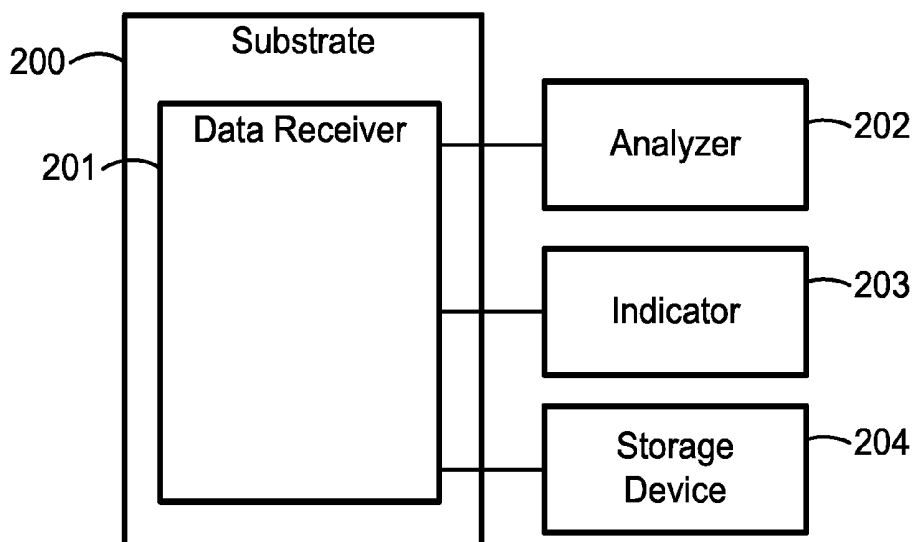 200
Substrate
Data Receiver
201
Analyzer
202
Indicator
203
Storage
Device
204